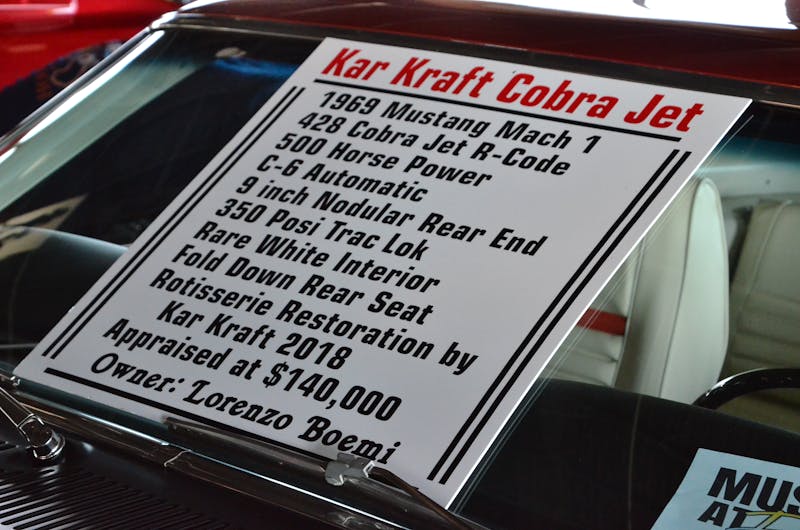 Kar Kraft Cobra Jet
1969 Mustang Mach 1
428 Cobra Jet R-Code
500 Horse Power
C-6 Automatic
9 inch Nodular Rear End
350 Posi Trac Lok
Rare White Interior
Fold Down Rear Seat
Rotisserie Restoration by
Kar Kraft 2018
Appraised at $140,000
Owner: Lorenzo Boemi
MUS
AT